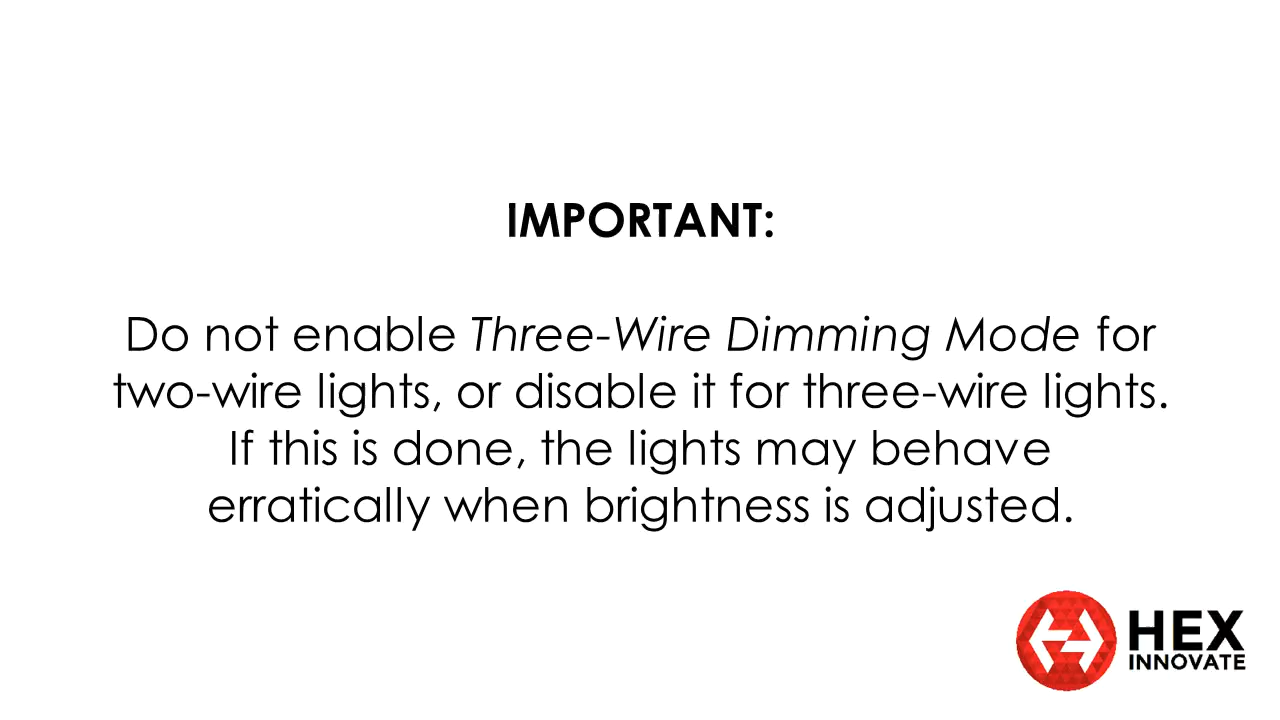 IMPORTANT:
Do not enable Three-Wire Dimming Mode for
two-wire lights, or disable it for three-wire lights.
If this is done, the lights may behave
erratically when brightness is adjusted.
HEX
INNOVATE